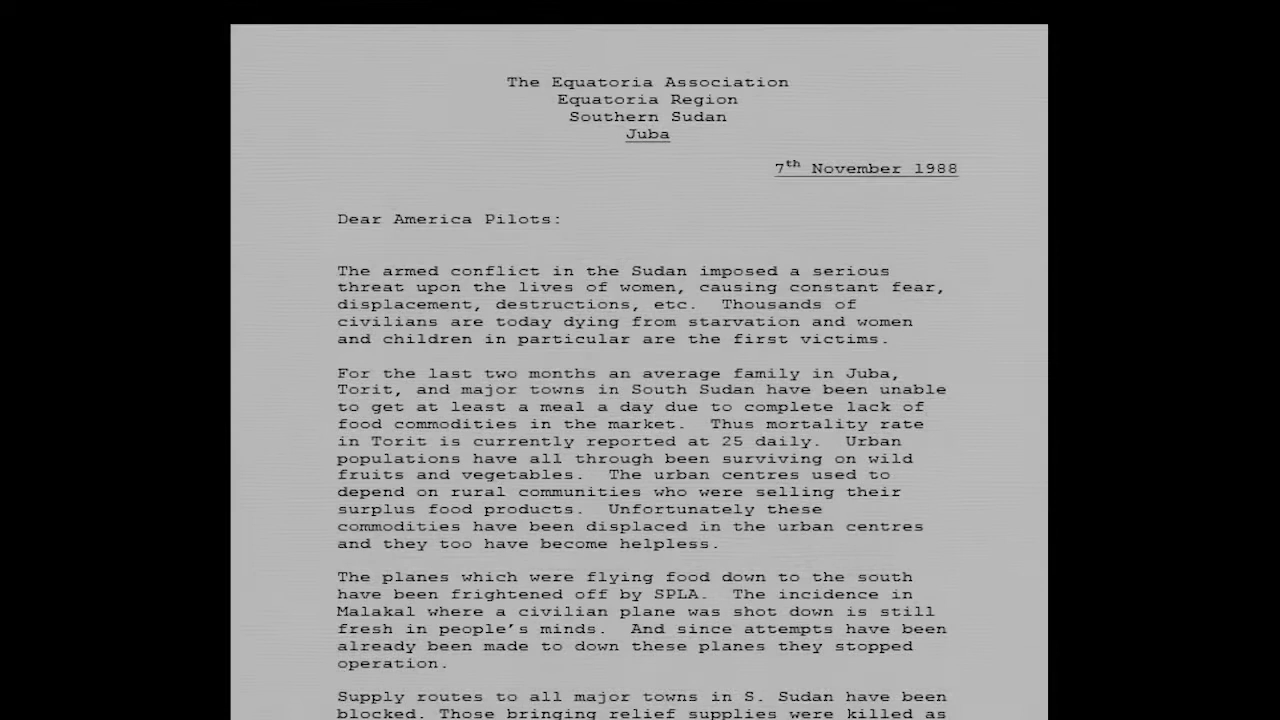 The Equatoria Association
Equatoria Region
Southern Sudan
Juba
7th November 1988
Dear America Pilots:
The armed conflict in the Sudan imposed a serious
threat upon the lives of women, causing constant fear,
displacement, destructions, etc. Thousands of
civilians are today dying from starvation and women
and children in particular are the first victims.
For the last two months an average family in Juba,
Torit, and major towns in South Sudan have been unable
to get at least a meal a day due to complete lack of
food commodities in the market. Thus mortality rate
in Torit is currently reported at 25 daily. Urban
populations have all through been surviving on wild
fruits and vegetables. The urban centres used to
depend on rural communities who were selling their
surplus food products. Unfortunately these
commodities have been displaced in the urban centres
and they too have become helpless.
The planes which were flying food down to the south
have been frightened off by SPLA. The incidence in
Malakal where a civilian plane was shot down is still
fresh in people's minds. And since attempts have been
already been made to down these planes they stopped
operation.
Supply routes to all major towns in S. Sudan have been
blocked. Those bringing relief supplies were killed as